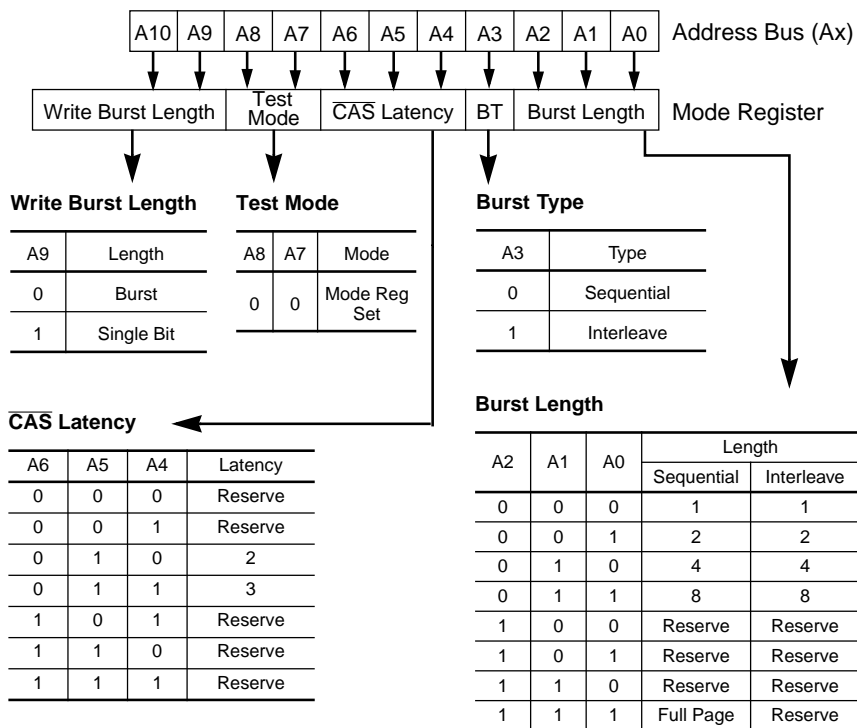 A10 A9 A8 A7 A6 A5 A4 A3 A2 A1 A0 Address Bus (Ax)
Write Burst Length Test Mode C̅A̅S̅ Latency BT Burst Length Mode Register
Write Burst Length
A9 Length
0 Burst
1 Single Bit
Test Mode
A8 A7 Mode
0 0 Mode Reg
Set
Burst Type
A3 Type
0 Sequential
1 Interleave
C̅A̅S̅ Latency
A6 A5 A4 Latency
0 0 0 Reserve
0 0 1 Reserve
0 1 0 2
0 1 1 3
1 0 1 Reserve
1 1 0 Reserve
1 1 1 Reserve
Burst Length
A2 A1 A0 Length
Sequential Interleave
0 0 0 1 1
0 0 1 2 2
0 1 0 4 4
0 1 1 8 8
1 0 0 Reserve Reserve
1 0 1 Reserve Reserve
1 1 0 Reserve Reserve
1 1 1 Full Page Reserve